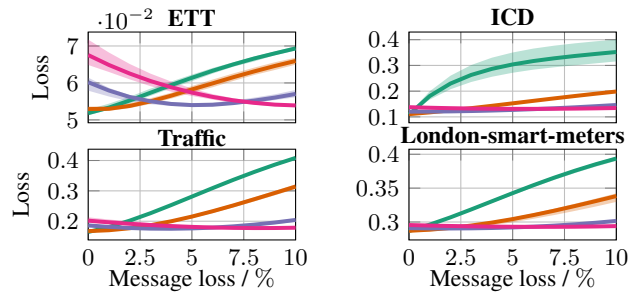 ·10⁻² ETT
ICD
Loss
7
6
5
0.4
0.3
0.2
0.1
Traffic
London-smart-meters
Loss
0.4
0.3
0.2
0.4
0.35
0.3
0 2.5 5 7.5 10
0 2.5 5 7.5 10
Message loss / %
Message loss / %